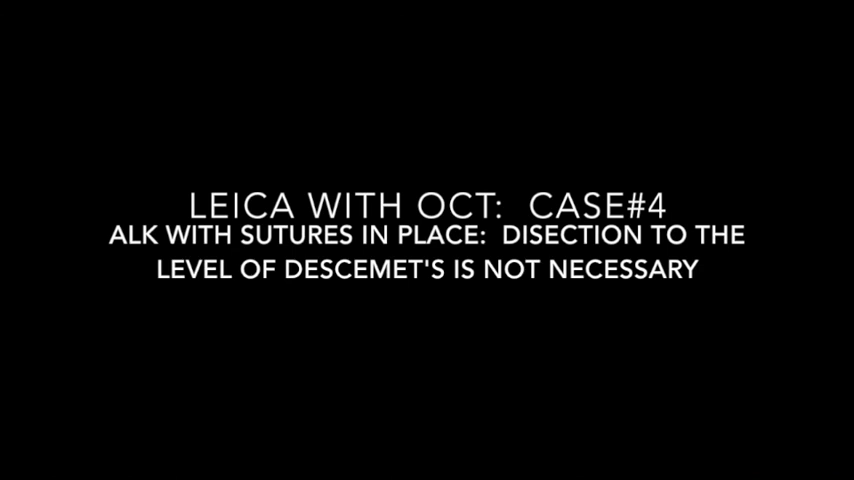 LEICA WITH OCT:  CASE#4
ALK WITH SUTURES IN PLACE:  DISECTION TO THE
LEVEL OF DESCEMET'S IS NOT NECESSARY